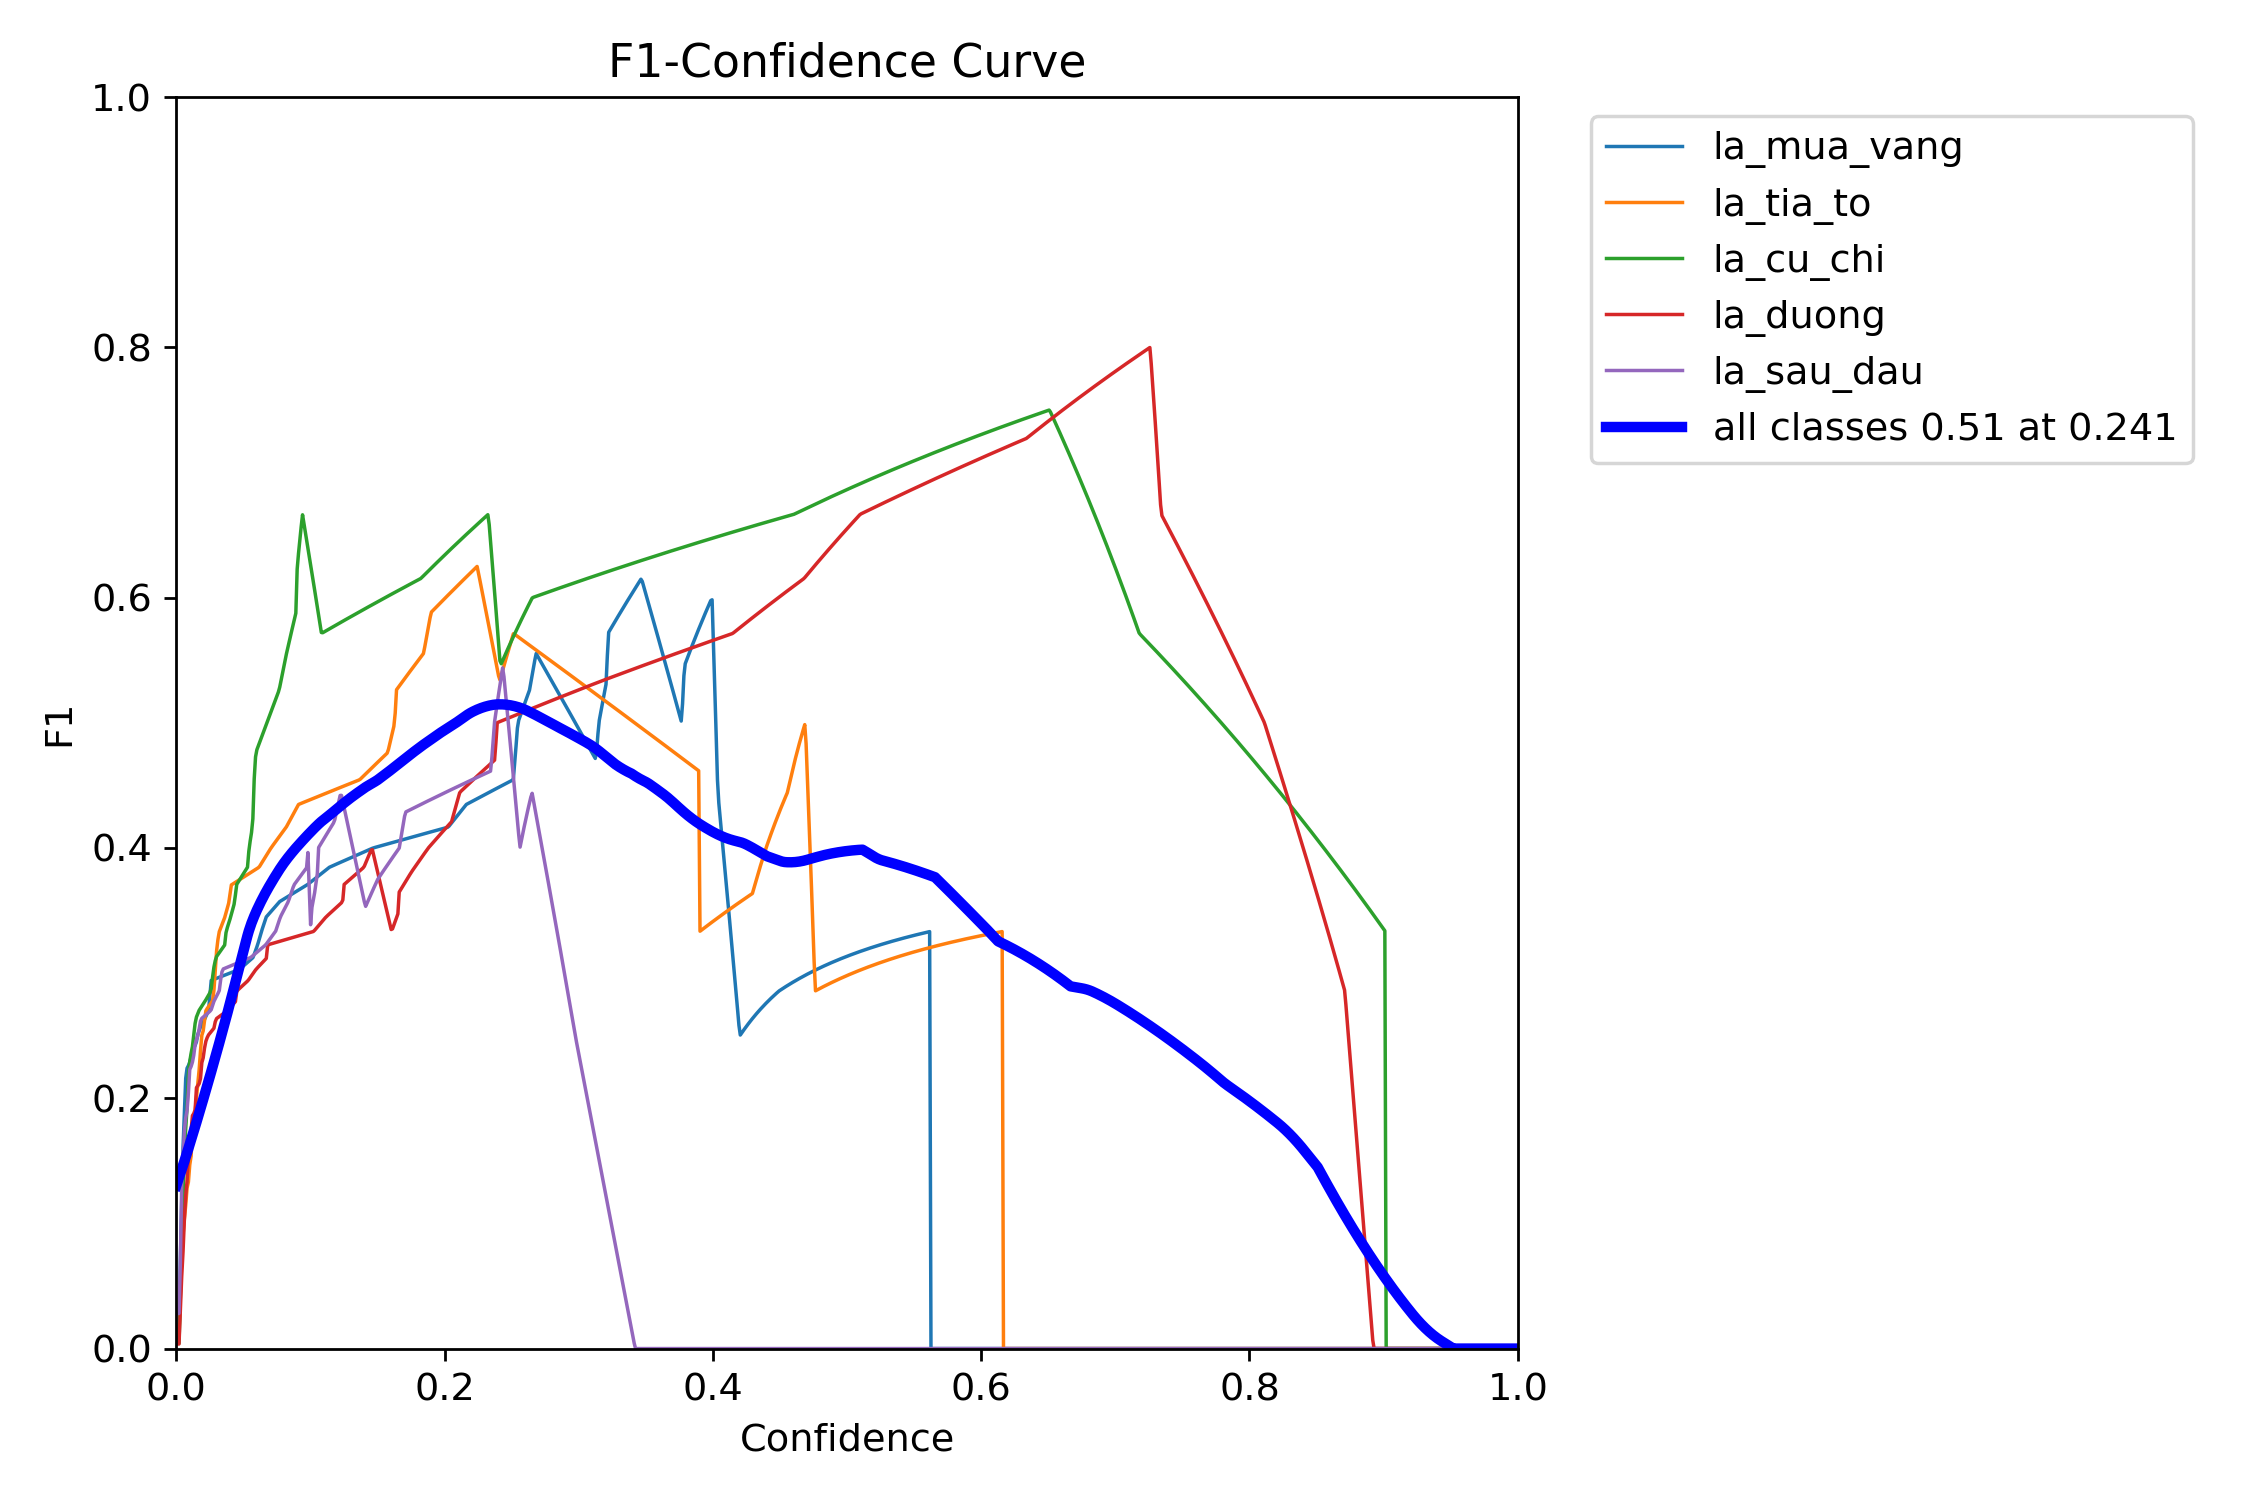 F1-Confidence Curve
1.0
0.8
0.6
0.4
0.2
0.0
F1
0.0 0.2 0.4 0.6 0.8 1.0
Confidence
la_mua_vang
la_tia_to
la_cu_chi
la_duong
la_sau_dau
all classes 0.51 at 0.241